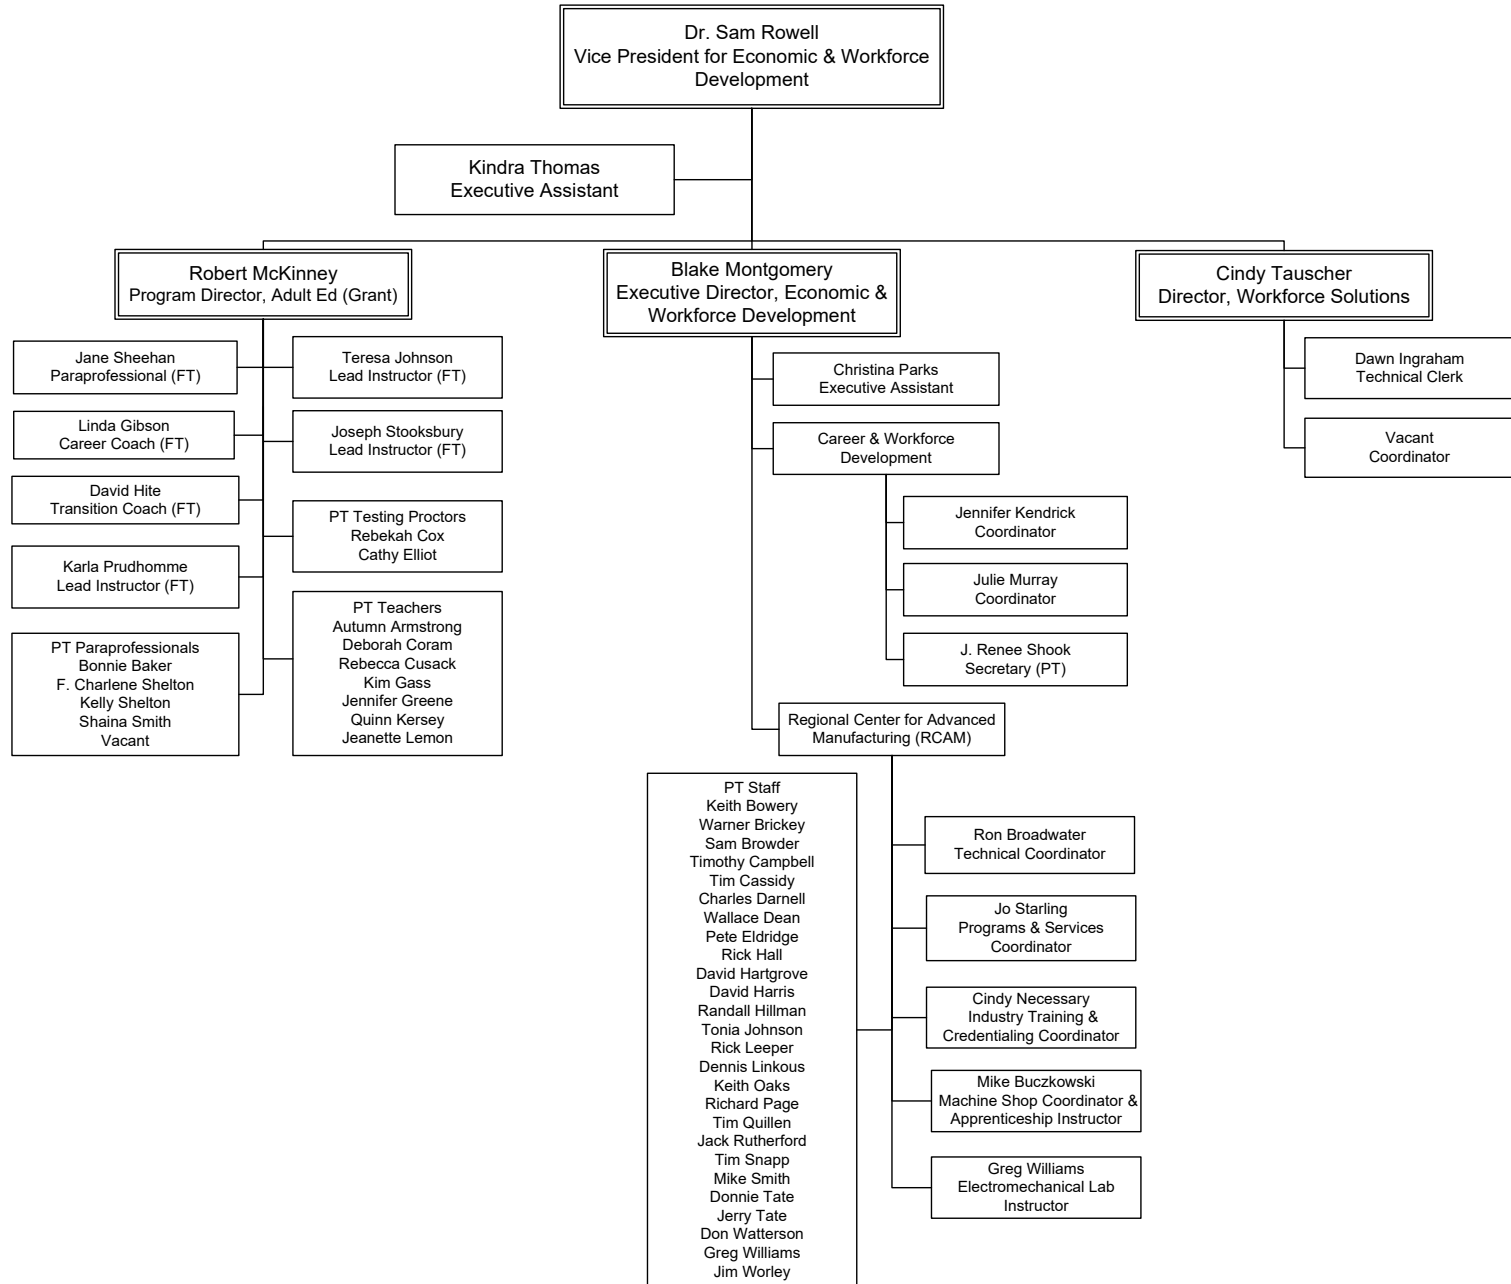 Dr. Sam Rowell
Vice President for Economic & Workforce
Development
Kindra Thomas
Executive Assistant
Robert McKinney
Program Director, Adult Ed (Grant)
Blake Montgomery
Executive Director, Economic &
Workforce Development
Cindy Tauscher
Director, Workforce Solutions
Jane Sheehan
Paraprofessional (FT)
Linda Gibson
Career Coach (FT)
David Hite
Transition Coach (FT)
Karla Prudhomme
Lead Instructor (FT)
PT Paraprofessionals
Bonnie Baker
F. Charlene Shelton
Kelly Shelton
Shaina Smith
Vacant
Teresa Johnson
Lead Instructor (FT)
Joseph Stooksbury
Lead Instructor (FT)
PT Testing Proctors
Rebekah Cox
Cathy Elliot
PT Teachers
Autumn Armstrong
Deborah Coram
Rebecca Cusack
Kim Gass
Jennifer Greene
Quinn Kersey
Jeanette Lemon
Christina Parks
Executive Assistant
Career & Workforce
Development
Jennifer Kendrick
Coordinator
Julie Murray
Coordinator
J. Renee Shook
Secretary (PT)
Regional Center for Advanced
Manufacturing (RCAM)
PT Staff
Keith Bowery
Warner Brickey
Sam Browder
Timothy Campbell
Tim Cassidy
Charles Darnell
Wallace Dean
Pete Eldridge
Rick Hall
David Hartgrove
David Harris
Randall Hillman
Tonia Johnson
Rick Leeper
Dennis Linkous
Keith Oaks
Richard Page
Tim Quillen
Jack Rutherford
Tim Snapp
Mike Smith
Donnie Tate
Jerry Tate
Don Watterson
Greg Williams
Jim Worley
Ron Broadwater
Technical Coordinator
Jo Starling
Programs & Services
Coordinator
Cindy Necessary
Industry Training &
Credentialing Coordinator
Mike Buczkowski
Machine Shop Coordinator &
Apprenticeship Instructor
Greg Williams
Electromechanical Lab
Instructor
Dawn Ingraham
Technical Clerk
Vacant
Coordinator